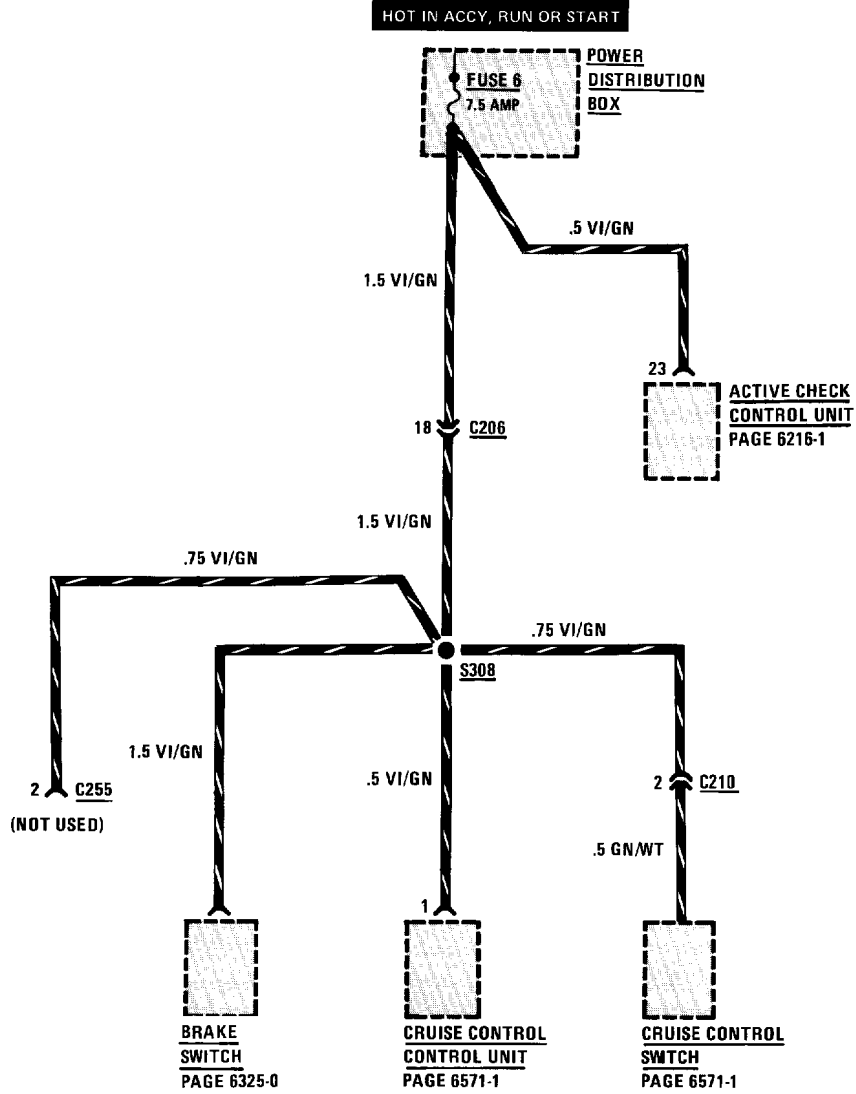 HOT IN ACCY, RUN OR START
POWER
DISTRIBUTION
BOX
FUSE 6
7.5 AMP
.5 VI/GN
1.5 VI/GN
23
ACTIVE CHECK
CONTROL UNIT
PAGE 6216-1
18
C206
1.5 VI/GN
.75 VI/GN
.75 VI/GN
S308
1.5 VI/GN
.5 VI/GN
2
C255
(NOT USED)
2
C210
.5 GN/WT
1
BRAKE
SWITCH
PAGE 6325-0
CRUISE CONTROL
CONTROL UNIT
PAGE 6571-1
CRUISE CONTROL
SWITCH
PAGE 6571-1